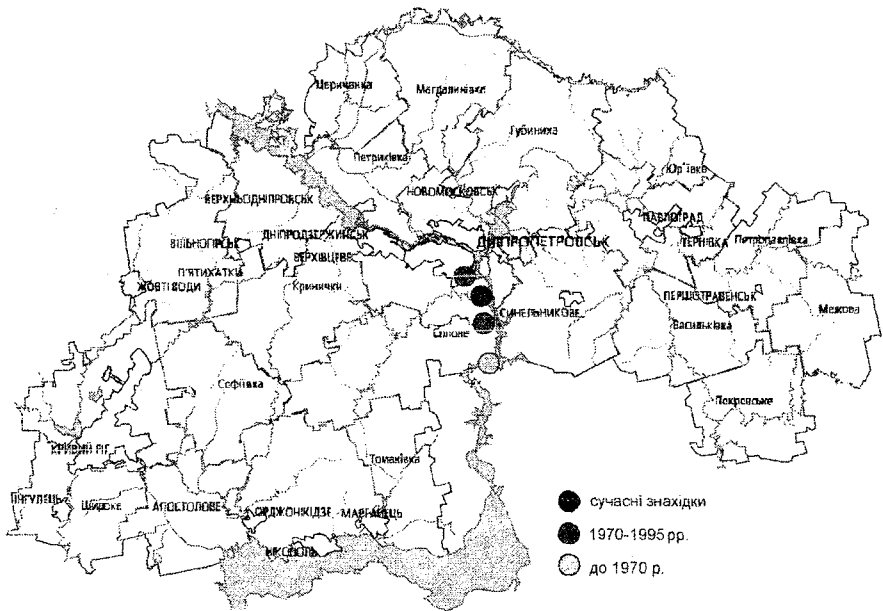 Царичанка
Магдалинівка
Губиниха
Петриківка
Юр'ївка
НОВОМОСКОВСЬК
ВЕРХНЬОДНІПРОВСЬК
ПАВЛОГРАД
ДНІПРОДЗЕРЖИНСЬК
ДНІПРОПЕТРОВСЬК
ТЕРНІВКА
Петропавлівка
ВІЛЬНОГІРСЬК
ВЕРХІВЦЕВЕ
П'ЯТИХАТКИ
ЖОВТІ ВОДИ
Кринички
ПЕРШОТРАВЕНСЬК
Межова
СИНЕЛЬНИКОВЕ
Солоне
Васильківка
Софіївка
Покровське
КРИВИЙ РІГ
Томаківка
ІНГУЛЕЦЬ
Широке
АПОСТОЛОВЕ
ОРДЖОНІКІДЗЕ
МАРГАНЕЦЬ
НІКОПОЛЬ
сучасні знахідки
1970-1995 рр.
до 1970 р.